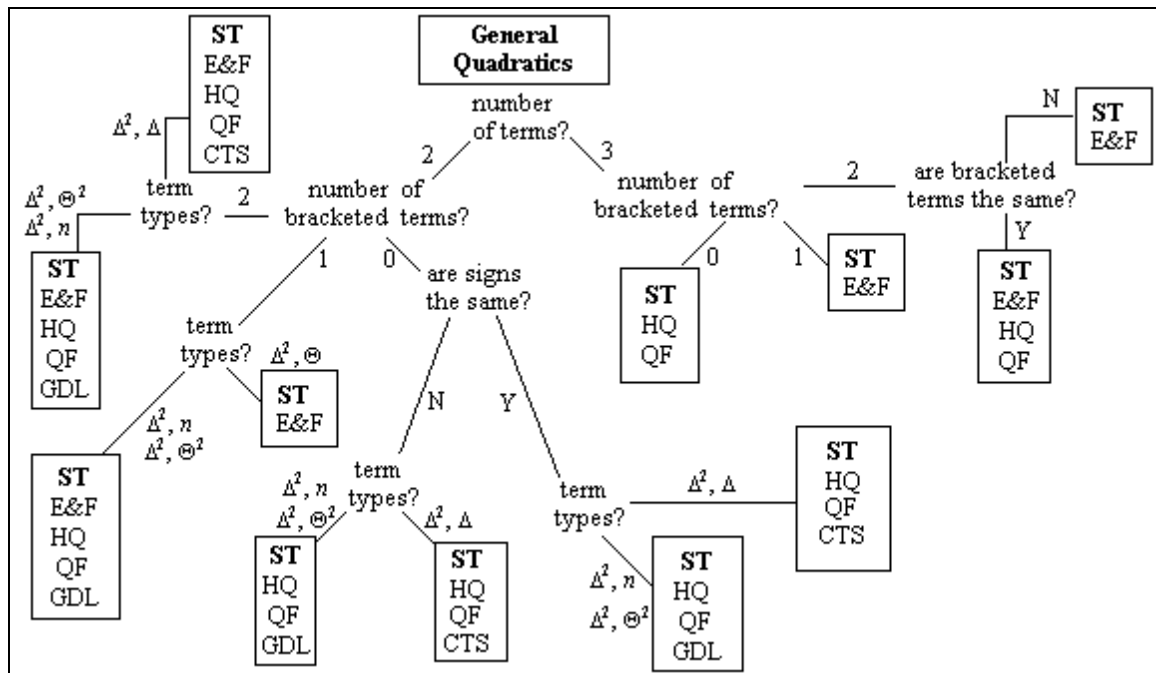 General
Quadratics
number
of terms?
2
3
ST
E&F
HQ
QF
CTS
Δ², Δ
term
types?
2
Δ², Θ²
Δ², n
ST
E&F
HQ
QF
GDL
number of
bracketed terms?
1
0
term
types?
Δ², Θ
ST
E&F
Δ², n
Δ², Θ²
ST
E&F
HQ
QF
GDL
are signs
the same?
N
Y
term
types?
Δ², n
Δ², Θ²
ST
HQ
QF
GDL
Δ², Δ
ST
HQ
QF
CTS
term
types?
Δ², Δ
ST
HQ
QF
CTS
Δ², n
Δ², Θ²
ST
HQ
QF
GDL
number of
bracketed terms?
0
1
2
ST
HQ
QF
ST
E&F
are bracketed
terms the same?
N
ST
E&F
Y
ST
E&F
HQ
QF